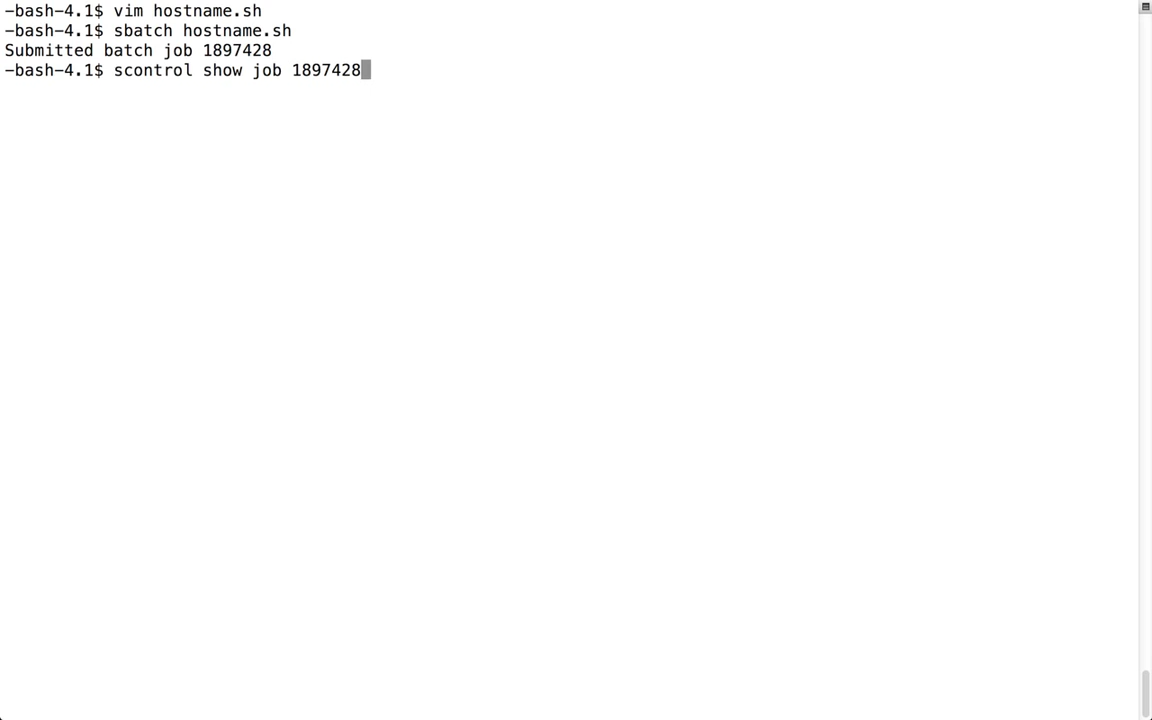 -bash-4.1$ vim hostname.sh
-bash-4.1$ sbatch hostname.sh
Submitted batch job 1897428
-bash-4.1$ scontrol show job 1897428